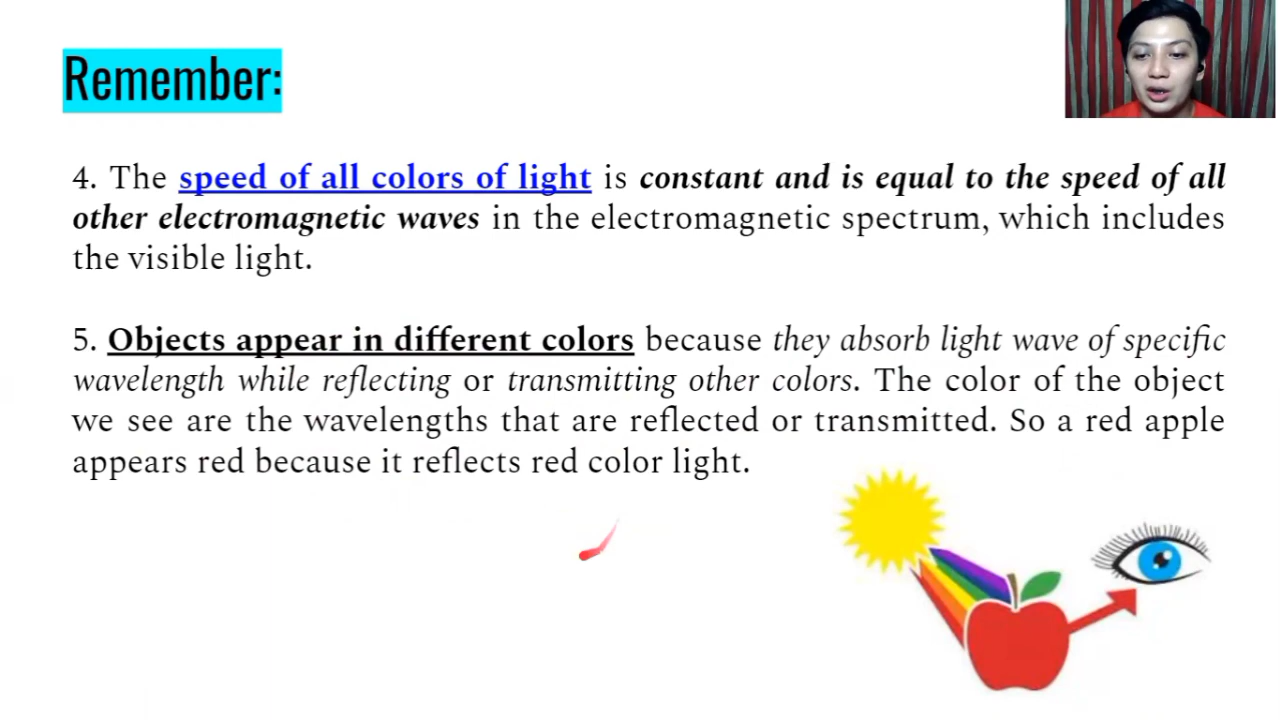 Remember:
4. The speed of all colors of light is constant and is equal to the speed of all
other electromagnetic waves in the electromagnetic spectrum, which includes
the visible light.
5. Objects appear in different colors because they absorb light wave of specific
wavelength while reflecting or transmitting other colors. The color of the object
we see are the wavelengths that are reflected or transmitted. So a red apple
appears red because it reflects red color light.